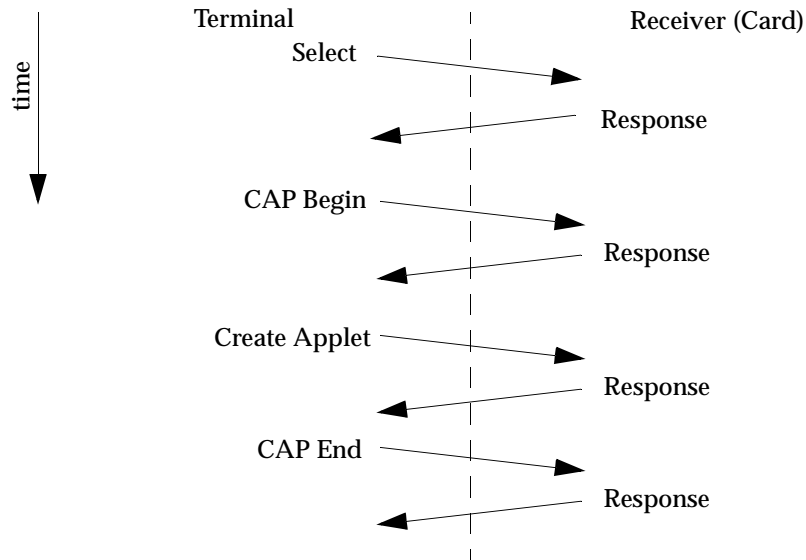 Terminal
Receiver (Card)
time
Select
Response
CAP Begin
Response
Create Applet
Response
CAP End
Response